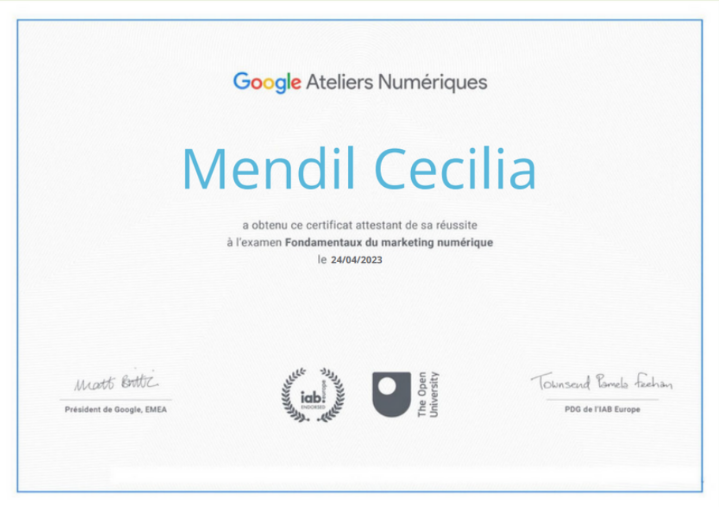 Google Ateliers Numériques
Mendil Cecilia
a obtenu ce certificat attestant de sa réussite
à l'examen Fondamentaux du marketing numérique
le 24/04/2023
Matt Brittin
Président de Google, EMEA
iab.
ENDORSED
The Open
University
Townsend Pamela Feehan
PDG de l'IAB Europe